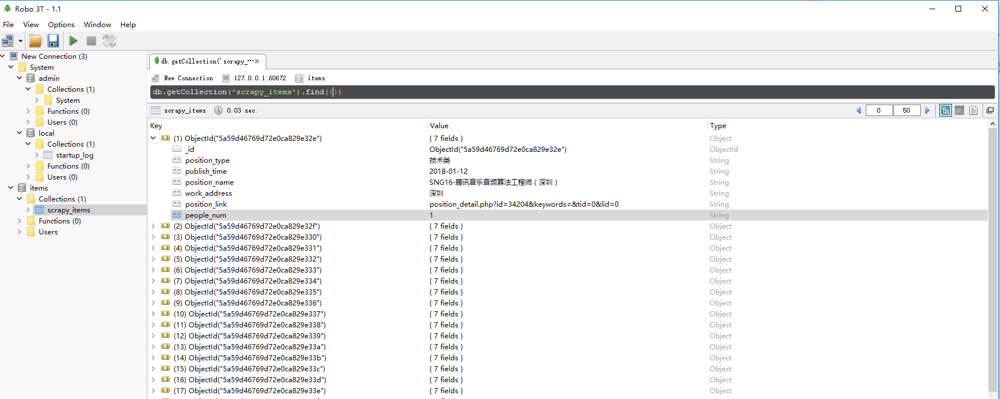 Robo 3T - 1.1
File View Options Window Help
New Connection (3)
System
admin
Collections (1)
System
Functions (0)
Users (0)
local
Collections (1)
startup_log
Functions (0)
Users (0)
items
Collections (1)
scrapy_items
Functions (0)
Users
db.getCollection('scrapy_…
New Connection 127.0.0.1:60672 items
db.getCollection('scrapy_items').find({})
scrapy_items 0.03 sec. 0 50
Key Value Type
(1) ObjectId("5a59d46769d72e0ca829e32e") { 7 fields } Object
_id ObjectId("5a59d46769d72e0ca829e32e") ObjectId
position_type 技术类 String
publish_time 2018-01-12 String
position_name SNG16-腾讯音乐音频算法工程师（深圳） String
work_address 深圳 String
position_link position_detail.php?id=34204&keywords=&tid=0&lid=0 String
people_num 1 String
(2) ObjectId("5a59d46769d72e0ca829e32f") { 7 fields } Object
(3) ObjectId("5a59d46769d72e0ca829e330") { 7 fields } Object
(4) ObjectId("5a59d46769d72e0ca829e331") { 7 fields } Object
(5) ObjectId("5a59d46769d72e0ca829e332") { 7 fields } Object
(6) ObjectId("5a59d46769d72e0ca829e333") { 7 fields } Object
(7) ObjectId("5a59d46769d72e0ca829e334") { 7 fields } Object
(8) ObjectId("5a59d46769d72e0ca829e335") { 7 fields } Object
(9) ObjectId("5a59d46769d72e0ca829e336") { 7 fields } Object
(10) ObjectId("5a59d46769d72e0ca829e337") { 7 fields } Object
(11) ObjectId("5a59d46769d72e0ca829e338") { 7 fields } Object
(12) ObjectId("5a59d46769d72e0ca829e339") { 7 fields } Object
(13) ObjectId("5a59d46769d72e0ca829e33a") { 7 fields } Object
(14) ObjectId("5a59d46769d72e0ca829e33b") { 7 fields } Object
(15) ObjectId("5a59d46769d72e0ca829e33c") { 7 fields } Object
(16) ObjectId("5a59d46769d72e0ca829e33d") { 7 fields } Object
(17) ObjectId("5a59d46769d72e0ca829e33e") { 7 fields } Object